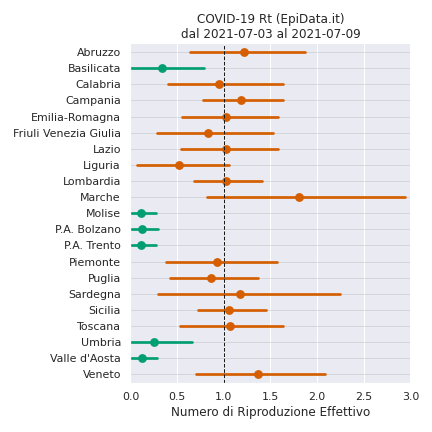 COVID-19 Rt (EpiData.it)
dal 2021-07-03 al 2021-07-09
Abruzzo
Basilicata
Calabria
Campania
Emilia-Romagna
Friuli Venezia Giulia
Lazio
Liguria
Lombardia
Marche
Molise
P.A. Bolzano
P.A. Trento
Piemonte
Puglia
Sardegna
Sicilia
Toscana
Umbria
Valle d'Aosta
Veneto
0.0 0.5 1.0 1.5 2.0 2.5 3.0
Numero di Riproduzione Effettivo